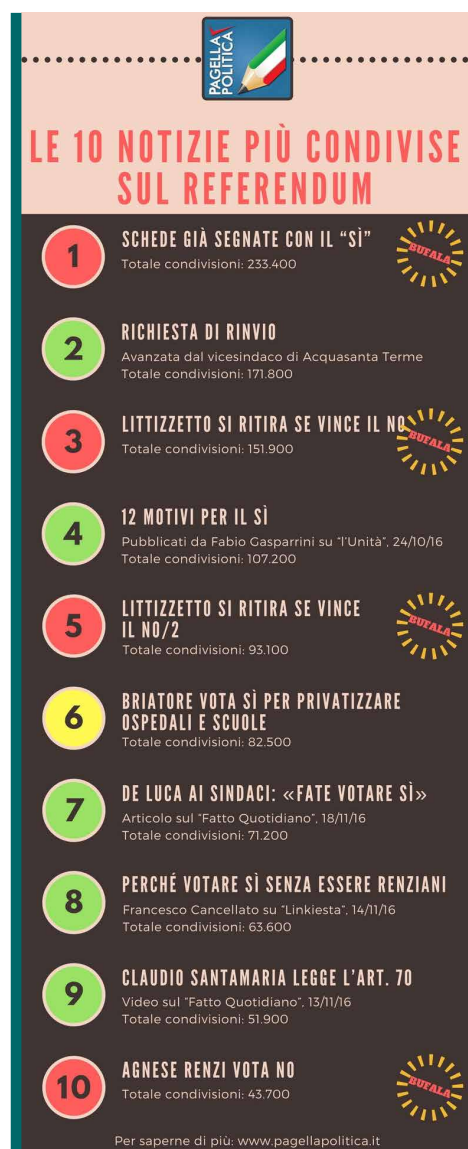 PAGELLA
POLITICA
LE 10 NOTIZIE PIÙ CONDIVISE
SUL REFERENDUM
1
SCHEDE GIÀ SEGNATE CON IL “SÌ”
Totale condivisioni: 233.400
BUFALA
2
RICHIESTA DI RINVIO
Avanzata dal vicesindaco di Acquasanta Terme
Totale condivisioni: 171.800
3
LITTIZZETTO SI RITIRA SE VINCE IL NO
Totale condivisioni: 151.900
BUFALA
4
12 MOTIVI PER IL SÌ
Pubblicati da Fabio Gasparrini su "l'Unità", 24/10/16
Totale condivisioni: 107.200
5
LITTIZZETTO SI RITIRA SE VINCE
IL NO/2
Totale condivisioni: 93.100
BUFALA
6
BRIATORE VOTA SÌ PER PRIVATIZZARE
OSPEDALI E SCUOLE
Totale condivisioni: 82.500
7
DE LUCA AI SINDACI: «FATE VOTARE SÌ»
Articolo sul "Fatto Quotidiano", 18/11/16
Totale condivisioni: 71.200
8
PERCHÉ VOTARE SÌ SENZA ESSERE RENZIANI
Francesco Cancellato su "Linkiesta", 14/11/16
Totale condivisioni: 63.600
9
CLAUDIO SANTAMARIA LEGGE L'ART. 70
Video sul "Fatto Quotidiano", 13/11/16
Totale condivisioni: 51.900
10
AGNESE RENZI VOTA NO
Totale condivisioni: 43.700
BUFALA
Per saperne di più: www.pagellapolitica.it